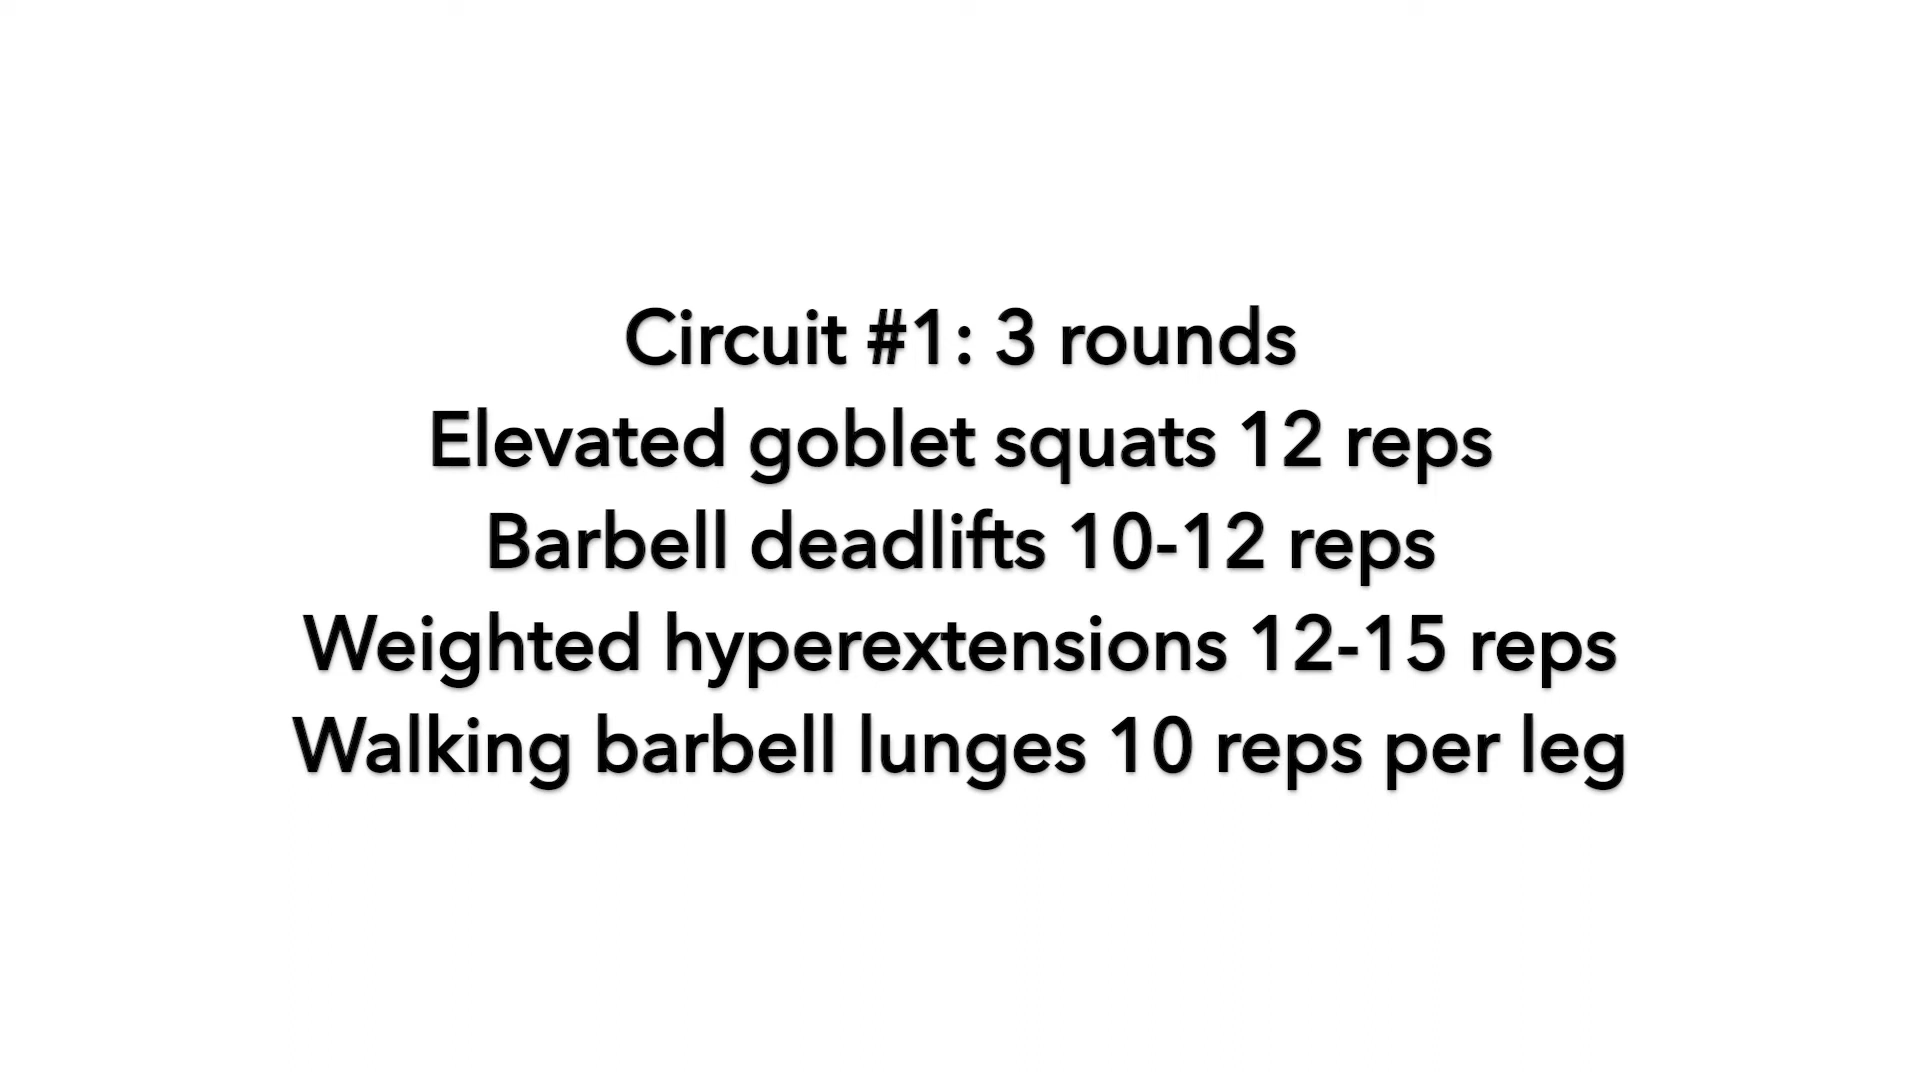 Circuit #1: 3 rounds
Elevated goblet squats 12 reps
Barbell deadlifts 10-12 reps
Weighted hyperextensions 12-15 reps
Walking barbell lunges 10 reps per leg